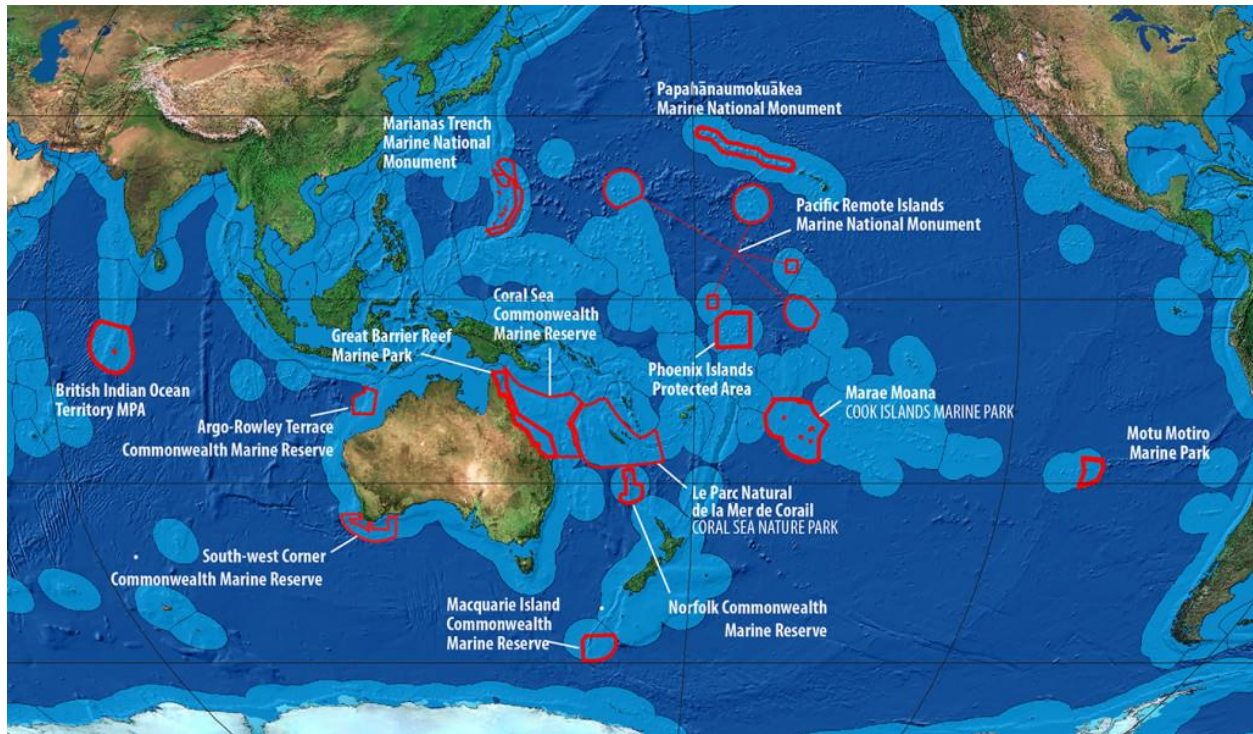 Papahānaumokuākea
Marine National Monument
Marianas Trench
Marine National
Monument
Pacific Remote Islands
Marine National Monument
Coral Sea
Commonwealth
Marine Reserve
Great Barrier Reef
Marine Park
Phoenix Islands
Protected Area
British Indian Ocean
Territory MPA
Marae Moana
COOK ISLANDS MARINE PARK
Argo-Rowley Terrace
Commonwealth Marine Reserve
Motu Motiro
Marine Park
Le Parc Natural
de la Mer de Corail
CORAL SEA NATURE PARK
South-west Corner
Commonwealth Marine Reserve
Macquarie Island
Commonwealth
Marine Reserve
Norfolk Commonwealth
Marine Reserve